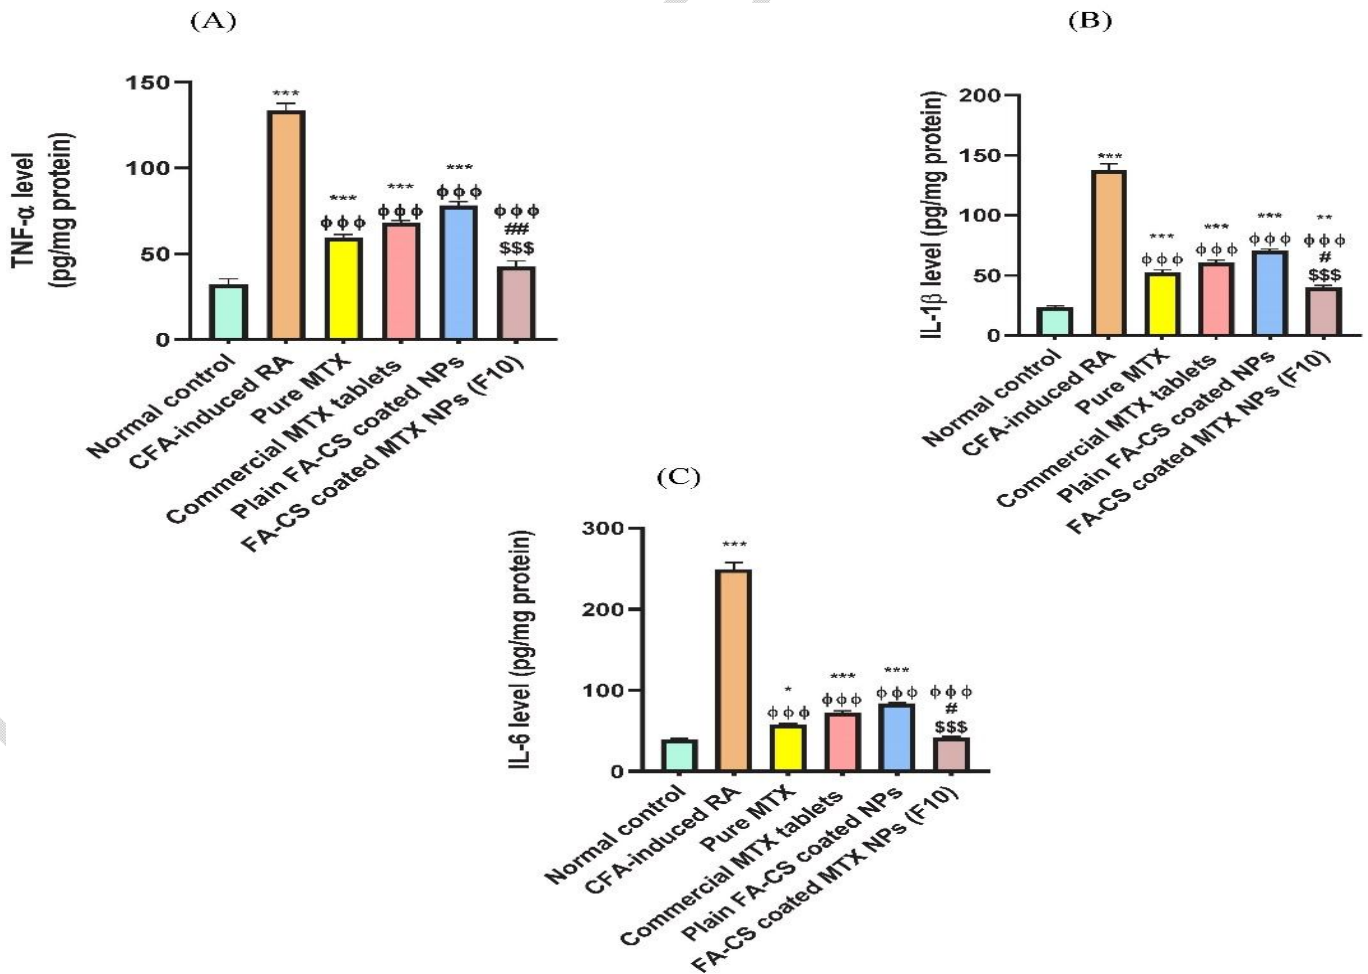 (A)
TNF-α level
(pg/mg protein)
150
100
50
0
***
***
ϕϕϕ
***
ϕϕϕ
***
ϕϕϕ
ϕϕϕ
##
$$$
Normal control
CFA-induced RA
Pure MTX
Commercial MTX tablets
Plain FA-CS coated NPs
FA-CS coated MTX NPs (F10)
(B)
IL-1β level (pg/mg protein)
200
150
100
50
0
***
***
ϕϕϕ
***
ϕϕϕ
***
ϕϕϕ
**
ϕϕϕ
#
$$$
Normal control
CFA-induced RA
Pure MTX
Commercial MTX tablets
Plain FA-CS coated NPs
FA-CS coated MTX NPs (F10)
(C)
IL-6 level (pg/mg protein)
300
200
100
0
***
*
ϕϕϕ
***
ϕϕϕ
***
ϕϕϕ
ϕϕϕ
#
$$$
Normal control
CFA-induced RA
Pure MTX
Commercial MTX tablets
Plain FA-CS coated NPs
FA-CS coated MTX NPs (F10)